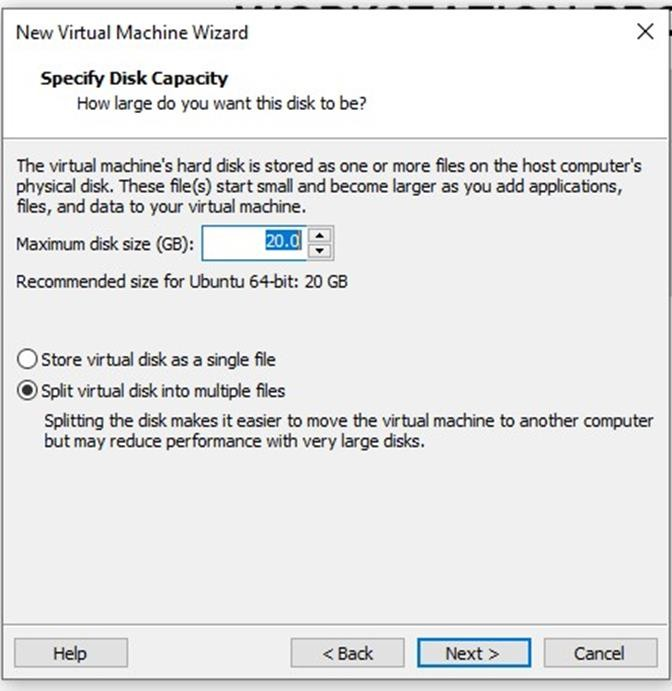 New Virtual Machine Wizard
Specify Disk Capacity
How large do you want this disk to be?
The virtual machine's hard disk is stored as one or more files on the host computer's
physical disk. These file(s) start small and become larger as you add applications,
files, and data to your virtual machine.
Maximum disk size (GB): 20.0
Recommended size for Ubuntu 64-bit: 20 GB
Store virtual disk as a single file
Split virtual disk into multiple files
Splitting the disk makes it easier to move the virtual machine to another computer
but may reduce performance with very large disks.
Help < Back Next > Cancel